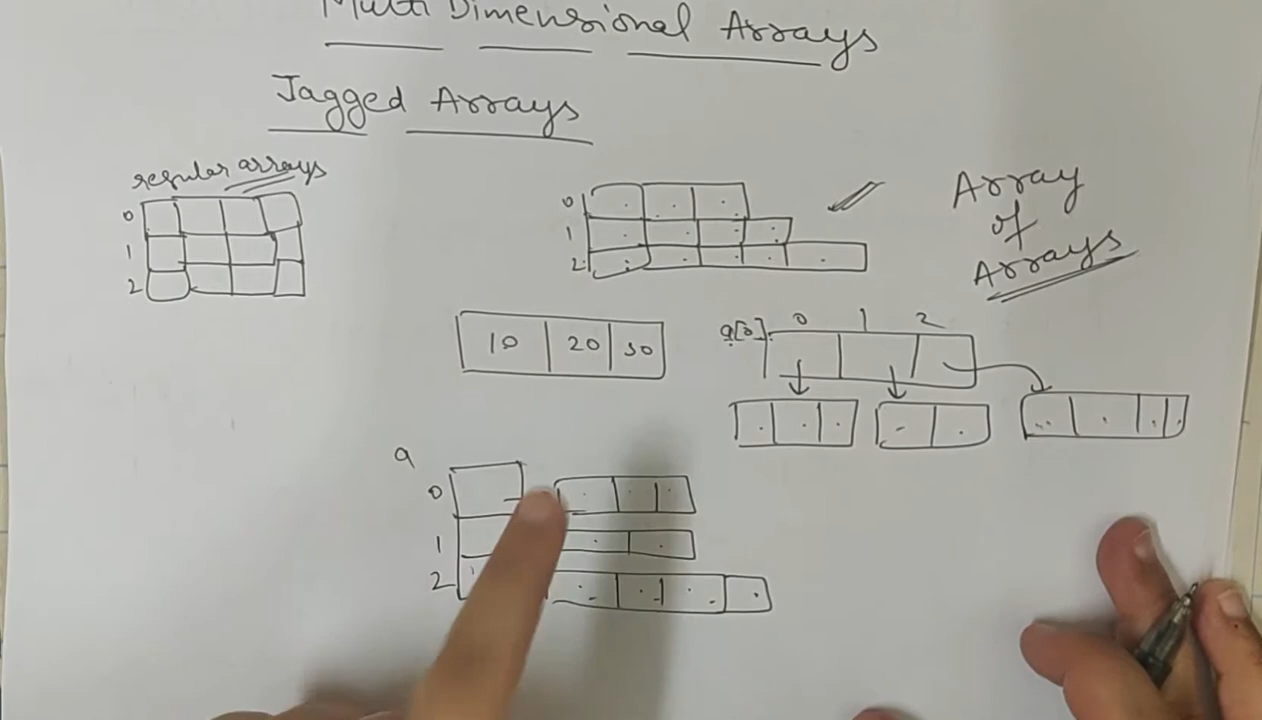 Multi Dimensional Arrays
Jagged Arrays
regular arrays
0
1
2
0
1
2
Array
of
Arrays
10 20 30
a[0]. 0 1 2
a
0
1
2